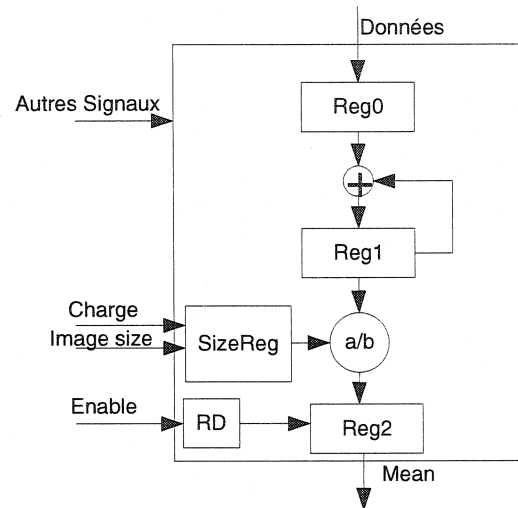 Données
Reg0
Autres Signaux
+
Reg1
Charge
Image size
SizeReg
a/b
Enable
RD
Reg2
Mean